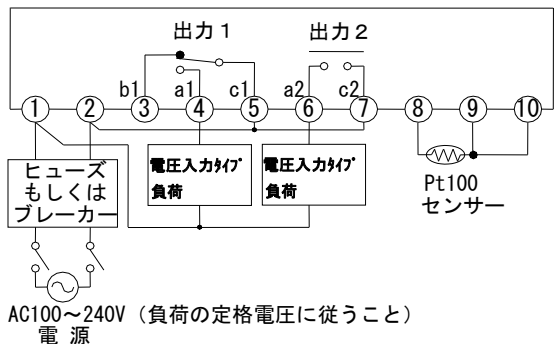 出力１
出力２
b1
a1
c1
a2
c2
1
2
3
4
5
6
7
8
9
10
ヒューズ
もしくは
ブレーカー
電圧入力ﾀｲﾌﾟ
負荷
電圧入力ﾀｲﾌﾟ
負荷
Pt100
センサー
AC100～240V（負荷の定格電圧に従うこと）
電 源